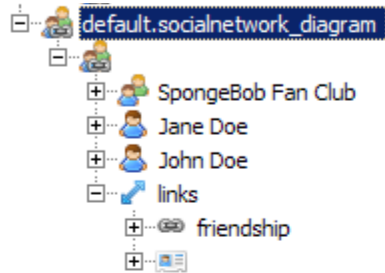 default.socialnetwork_diagram
SpongeBob Fan Club
Jane Doe
John Doe
links
friendship